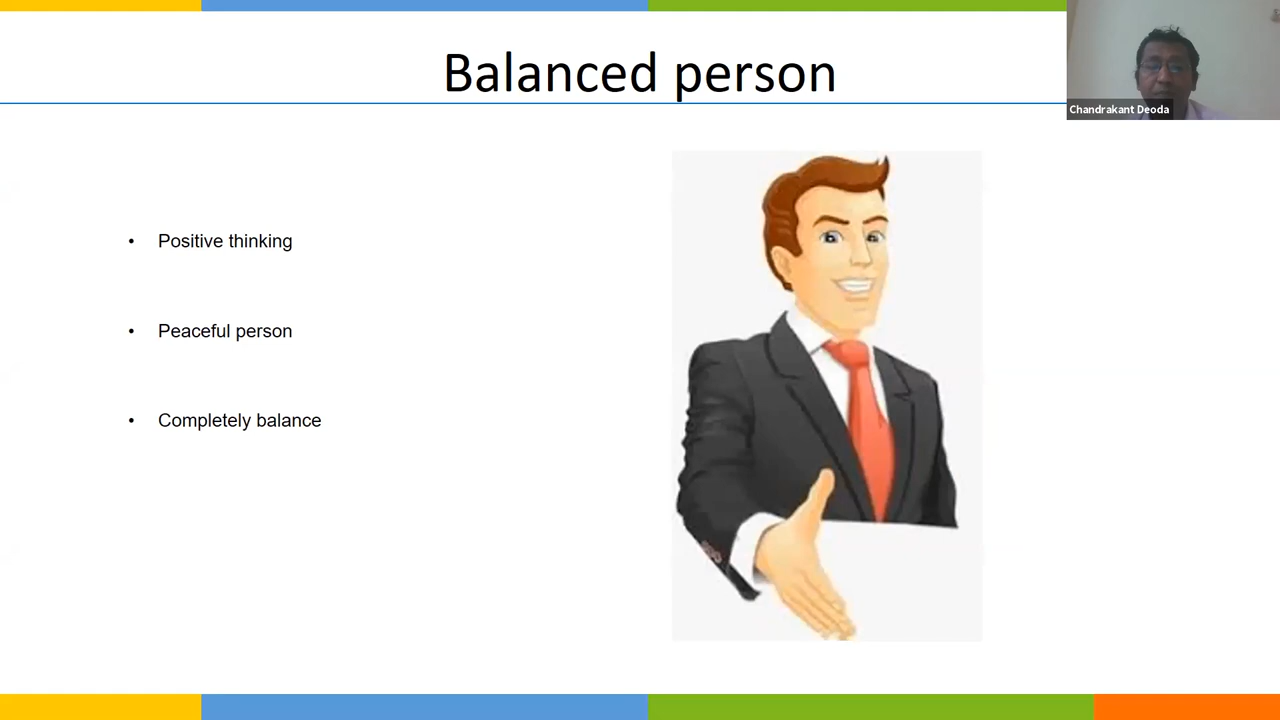 Balanced person
Chandrakant Deoda
• Positive thinking
• Peaceful person
• Completely balance